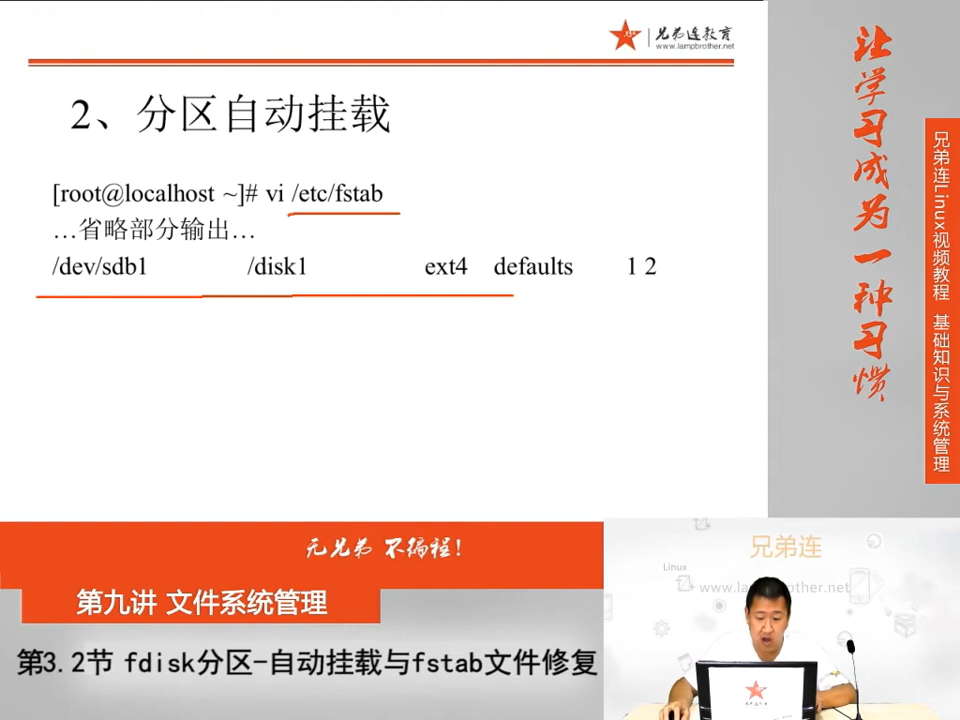 兄弟连教育
www.lampbrother.net
2、分区自动挂载
[root@localhost ~]# vi /etc/fstab
…省略部分输出…
/dev/sdb1 /disk1 ext4 defaults 1 2
让学习成为一种习惯
兄弟连Linux视频教程 基础知识与系统管理
无兄弟 不编程!
第九讲 文件系统管理
第3.2节 fdisk分区-自动挂载与fstab文件修复
兄弟连
Linux